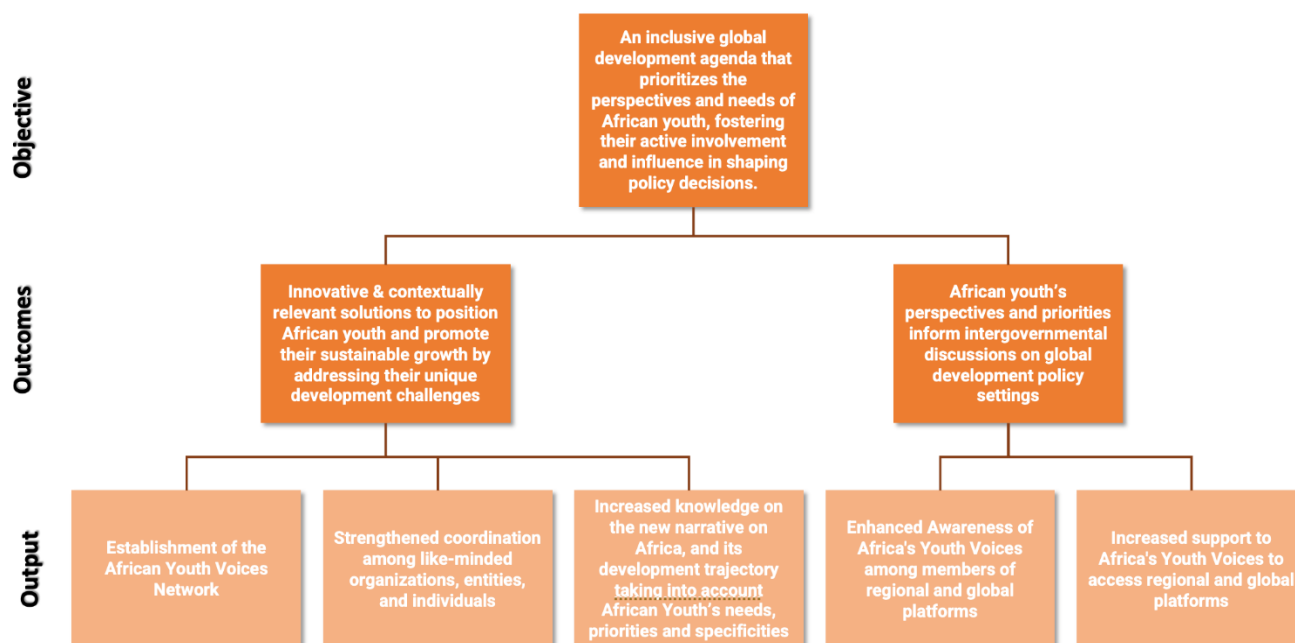 Objective
An inclusive global
development agenda that
prioritizes the
perspectives and needs of
African youth, fostering
their active involvement
and influence in shaping
policy decisions.
Outcomes
Innovative & contextually
relevant solutions to position
African youth and promote
their sustainable growth by
addressing their unique
development challenges
African youth’s
perspectives and priorities
inform intergovernmental
discussions on global
development policy
settings
Output
Establishment of the
African Youth Voices
Network
Strengthened coordination
among like-minded
organizations, entities,
and individuals
Increased knowledge on
the new narrative on
Africa, and its
development trajectory
taking into account
African Youth’s needs,
priorities and specificities
Enhanced Awareness of
Africa's Youth Voices
among members of
regional and global
platforms
Increased support to
Africa's Youth Voices to
access regional and global
platforms